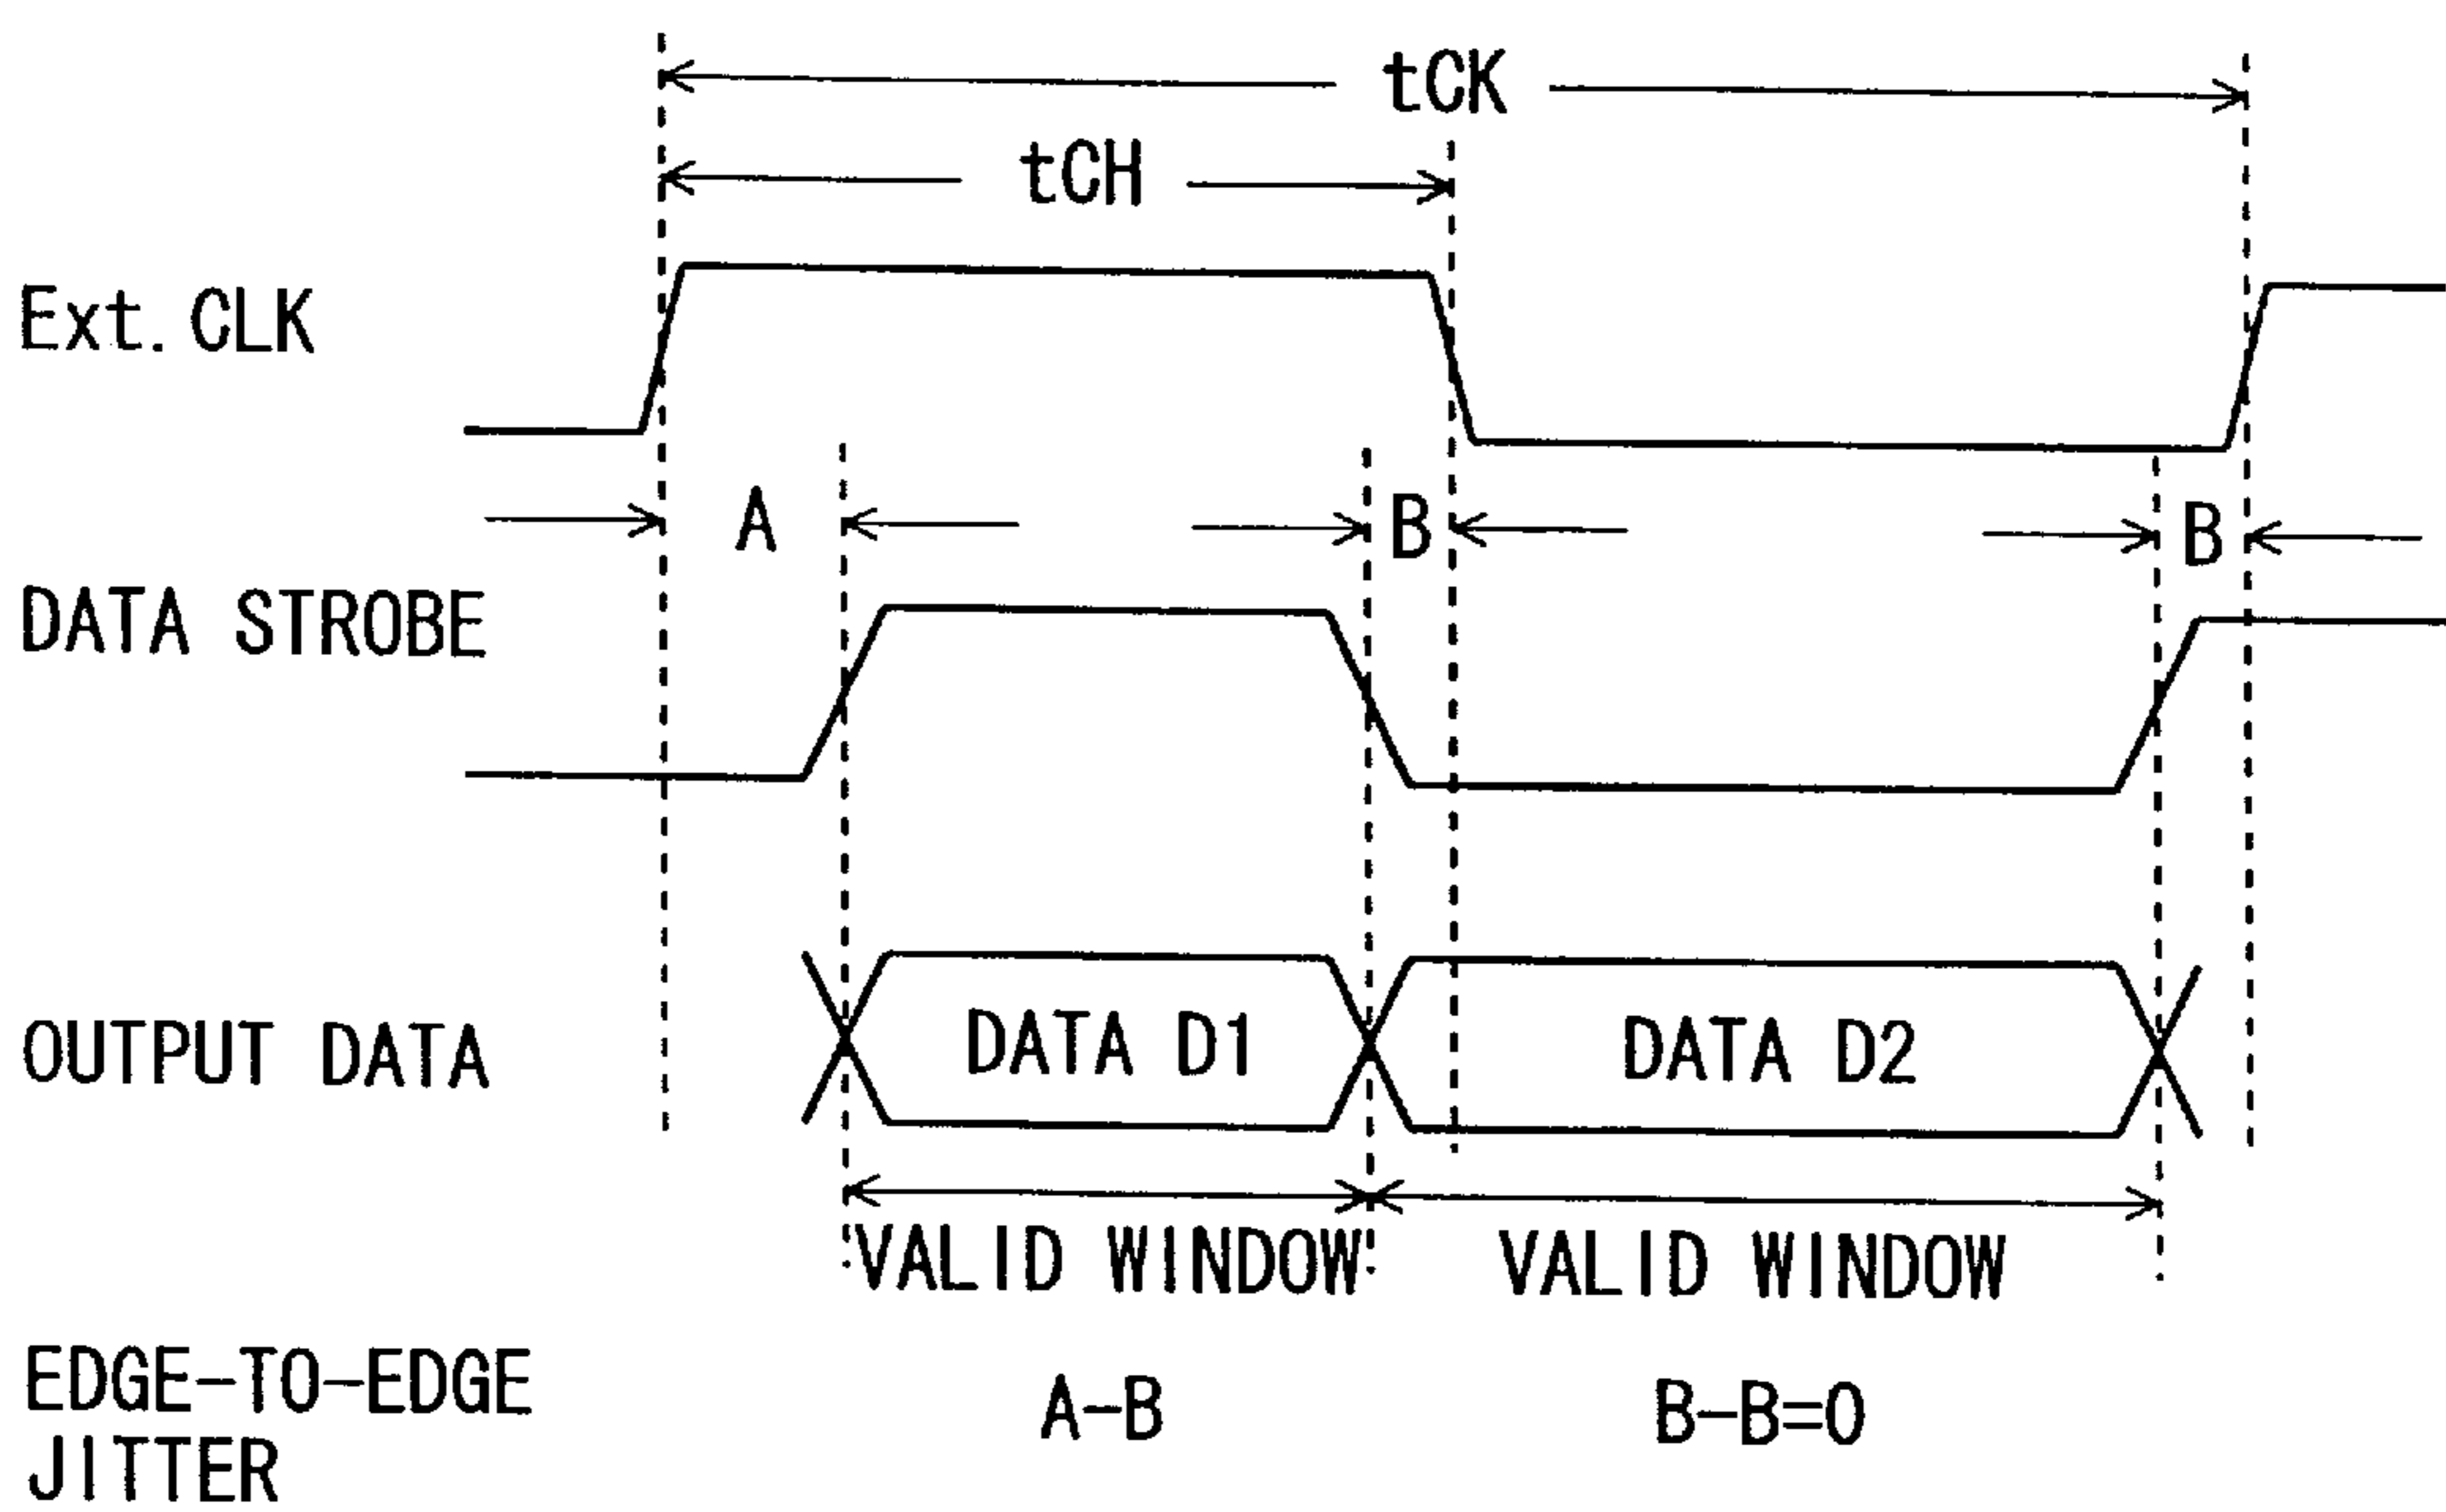 tCK
tCH
Ext. CLK
A
B
B
DATA STROBE
OUTPUT DATA
DATA D1
DATA D2
VALID WINDOW
VALID WINDOW
EDGE-TO-EDGE
JITTER
A-B
B-B=0